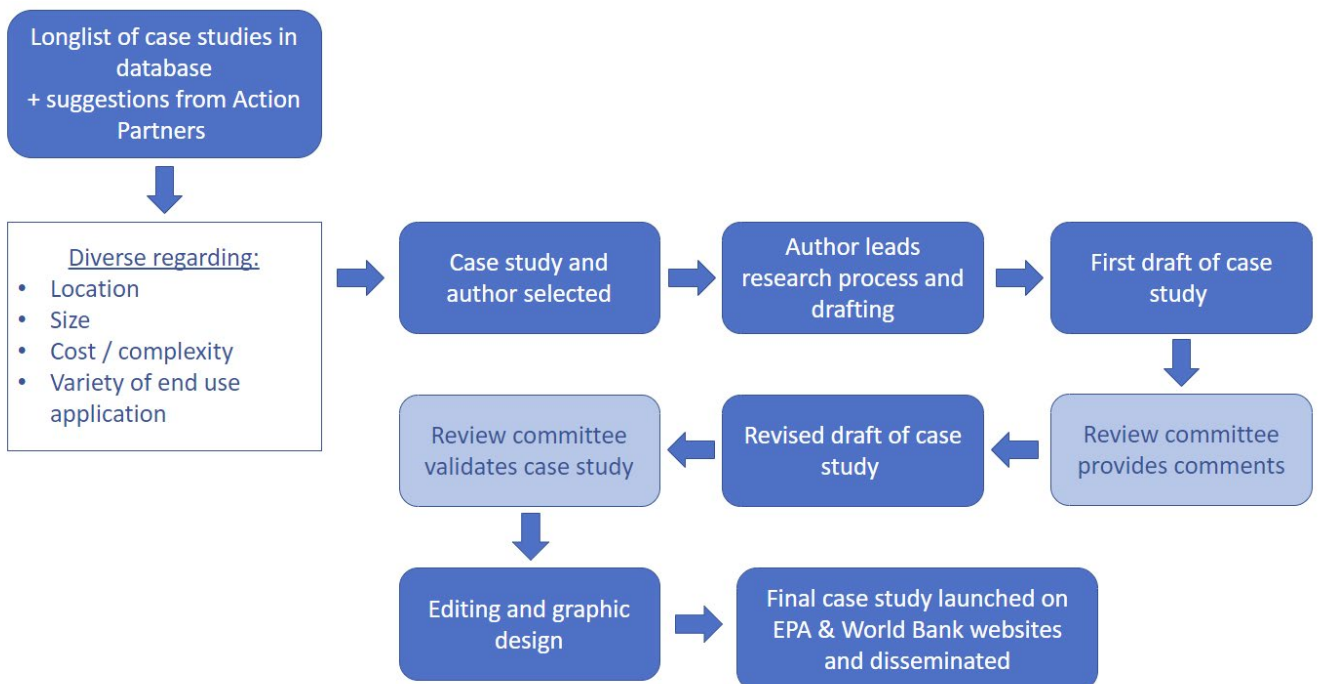 Longlist of case studies in
database
+ suggestions from Action
Partners
Diverse regarding:
• Location
• Size
• Cost / complexity
• Variety of end use
application
Case study and
author selected
Author leads
research process and
drafting
First draft of case
study
Review committee
provides comments
Revised draft of case
study
Review committee
validates case study
Editing and graphic
design
Final case study launched on
EPA & World Bank websites
and disseminated